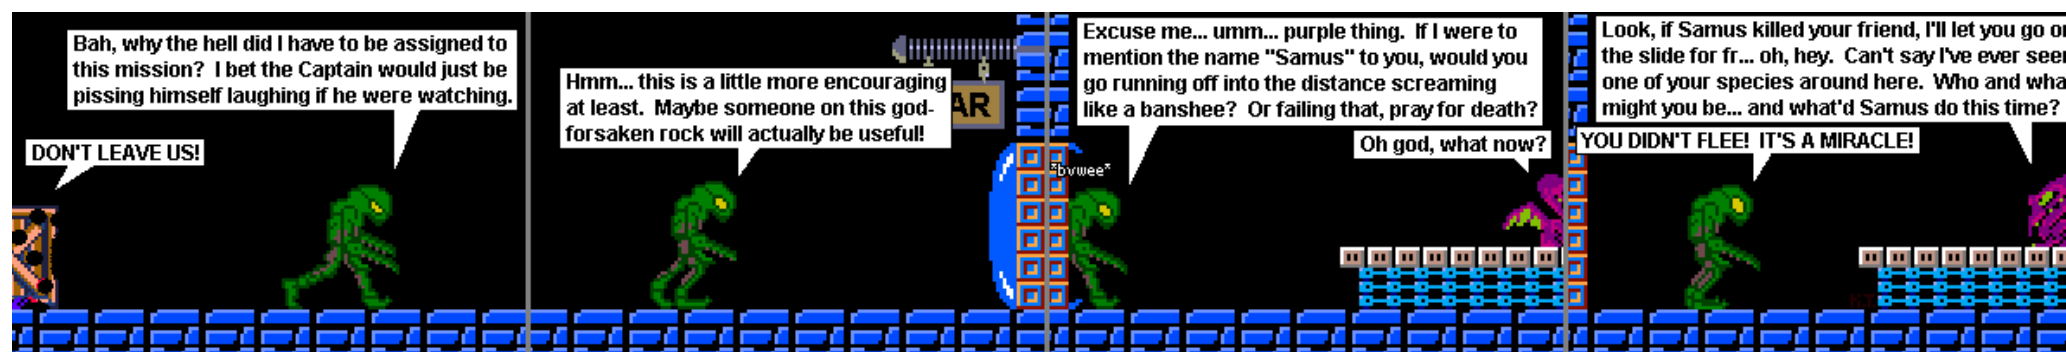 Bah, why the hell did I have to be assigned to
this mission? I bet the Captain would just be
pissing himself laughing if he were watching.
DON'T LEAVE US!
Hmm... this is a little more encouraging
at least. Maybe someone on this god-
forsaken rock will actually be useful!
AR
Excuse me... umm... purple thing. If I were to
mention the name "Samus" to you, would you
go running off into the distance screaming
like a banshee? Or failing that, pray for death?
Oh god, what now?
*bvwee*
Look, if Samus killed your friend, I'll let you go on
the slide for fr... oh, hey. Can't say I've ever seen
one of your species around here. Who and wha
might you be... and what'd Samus do this time?
YOU DIDN'T FLEE! IT'S A MIRACLE!